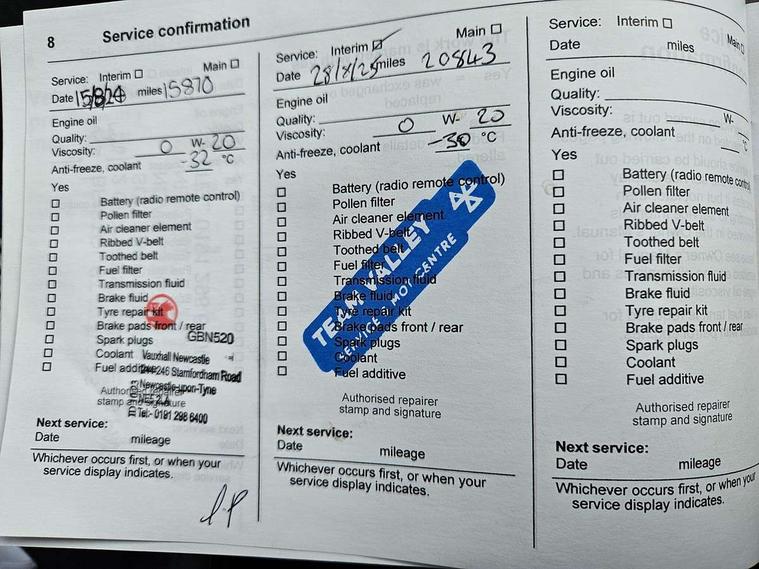 8 Service confirmation
Service: Interim ☐ Main ☐
Date 15/8/24 miles 15870
Engine oil
Quality:
Viscosity: 0 W- 20
Anti-freeze, coolant -32 °C
Yes
☐ Battery (radio remote control)
☐ Pollen filter
☐ Air cleaner element
☐ Ribbed V-belt
☐ Toothed belt
☐ Fuel filter
☐ Transmission fluid
☐ Brake fluid
☐ Tyre repair kit
☐ Brake pads front / rear
GBN520
☐ Spark plugs
☐ Coolant
Vauxhall Newcastle
☐ Fuel additive
246 Stamfordham Road
Authorised repairer
Newcastle-upon-Tyne
stamp and signature
Tel:- 0191 286 6400
Next service:
Date mileage
Whichever occurs first, or when your
service display indicates.
Service: Interim ☑ Main ☐
Date 28/8/25 miles 20843
Engine oil
Quality:
Viscosity: 0 W- 20
Anti-freeze, coolant -30 °C
Yes
☐ Battery (radio remote control)
☐ Pollen filter
☐ Air cleaner element
☐ Ribbed V-belt
☐ Toothed belt
☐ Fuel filter
☐ Transmission fluid
☐ Brake fluid
☐ Tyre repair kit
☐ Brake pads front / rear
☐ Spark plugs
☐ Coolant
☐ Fuel additive
TEAM VALLEY
SERVICE & MOT CENTRE
Authorised repairer
stamp and signature
Next service:
Date mileage
Whichever occurs first, or when your
service display indicates.
Service: Interim ☐ Main ☐
Date miles
Engine oil
Quality:
Viscosity: W-
Anti-freeze, coolant °C
Yes
☐ Battery (radio remote cont
☐ Pollen filter
☐ Air cleaner element
☐ Ribbed V-belt
☐ Toothed belt
☐ Fuel filter
☐ Transmission fluid
☐ Brake fluid
☐ Tyre repair kit
☐ Brake pads front / rear
☐ Spark plugs
☐ Coolant
☐ Fuel additive
Authorised repairer
stamp and signature
Next service:
Date mileage
Whichever occurs first, or when your
service display indicates.